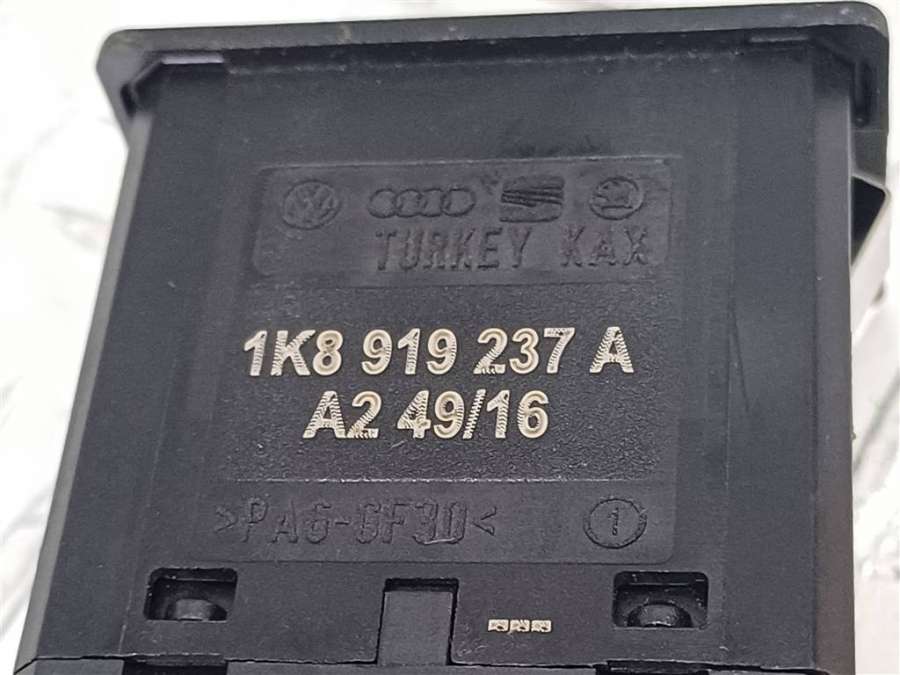 TURKEY KAX
1K8 919 237 A
A2 49/16
>PA6-GF30<
1